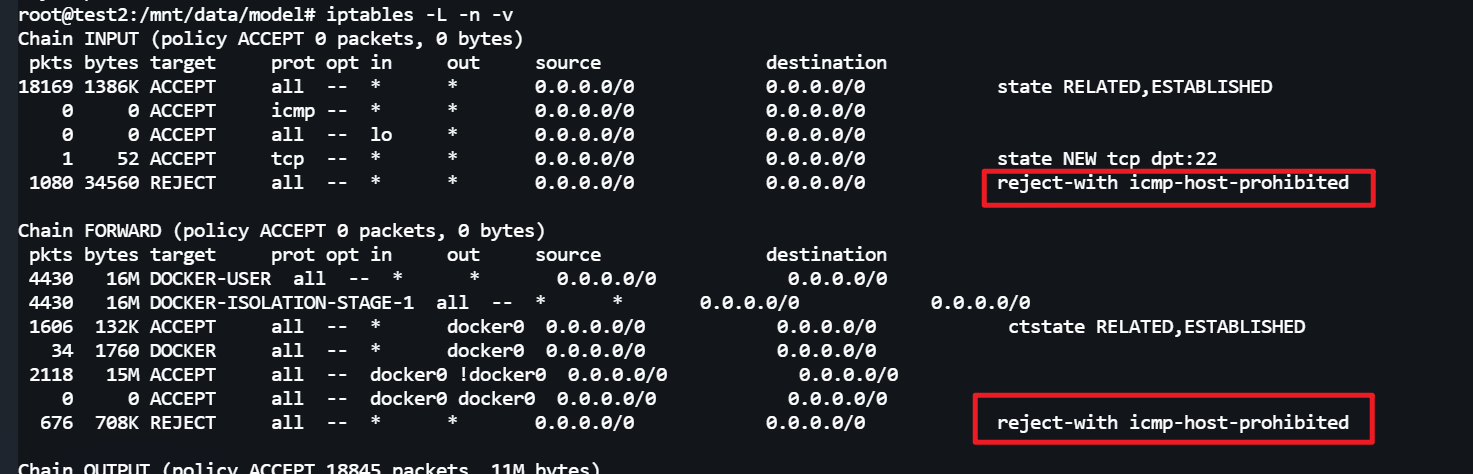 root@test2:/mnt/data/model# iptables -L -n -v
Chain INPUT (policy ACCEPT 0 packets, 0 bytes)
pkts bytes target prot opt in out source destination
18169 1386K ACCEPT all -- * * 0.0.0.0/0 0.0.0.0/0 state RELATED,ESTABLISHED
0 0 ACCEPT icmp -- * * 0.0.0.0/0 0.0.0.0/0
0 0 ACCEPT all -- lo * 0.0.0.0/0 0.0.0.0/0
1 52 ACCEPT tcp -- * * 0.0.0.0/0 0.0.0.0/0 state NEW tcp dpt:22
1080 34560 REJECT all -- * * 0.0.0.0/0 0.0.0.0/0 reject-with icmp-host-prohibited
Chain FORWARD (policy ACCEPT 0 packets, 0 bytes)
pkts bytes target prot opt in out source destination
4430 16M DOCKER-USER all -- * * 0.0.0.0/0 0.0.0.0/0
4430 16M DOCKER-ISOLATION-STAGE-1 all -- * * 0.0.0.0/0 0.0.0.0/0
1606 132K ACCEPT all -- * docker0 0.0.0.0/0 0.0.0.0/0 ctstate RELATED,ESTABLISHED
34 1760 DOCKER all -- * docker0 0.0.0.0/0 0.0.0.0/0
2118 15M ACCEPT all -- docker0 !docker0 0.0.0.0/0 0.0.0.0/0
0 0 ACCEPT all -- docker0 docker0 0.0.0.0/0 0.0.0.0/0
676 708K REJECT all -- * * 0.0.0.0/0 0.0.0.0/0 reject-with icmp-host-prohibited
Chain OUTPUT (policy ACCEPT 18845 packets, 11M bytes)